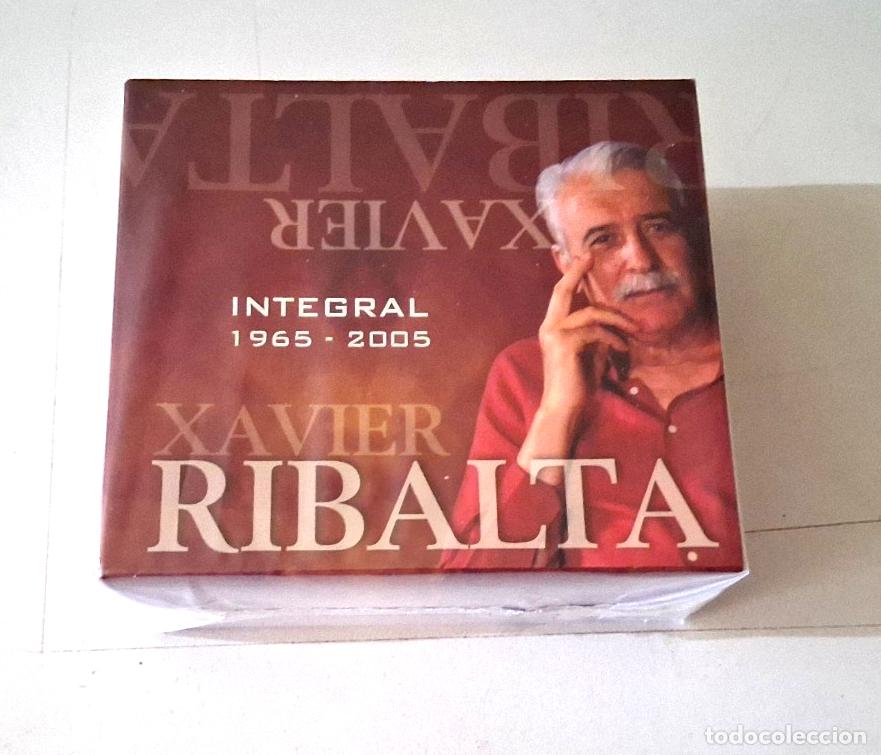 RIBALTA
XAVIER
INTEGRAL
1965 - 2005
XAVIER
RIBALTA
todocoleccion